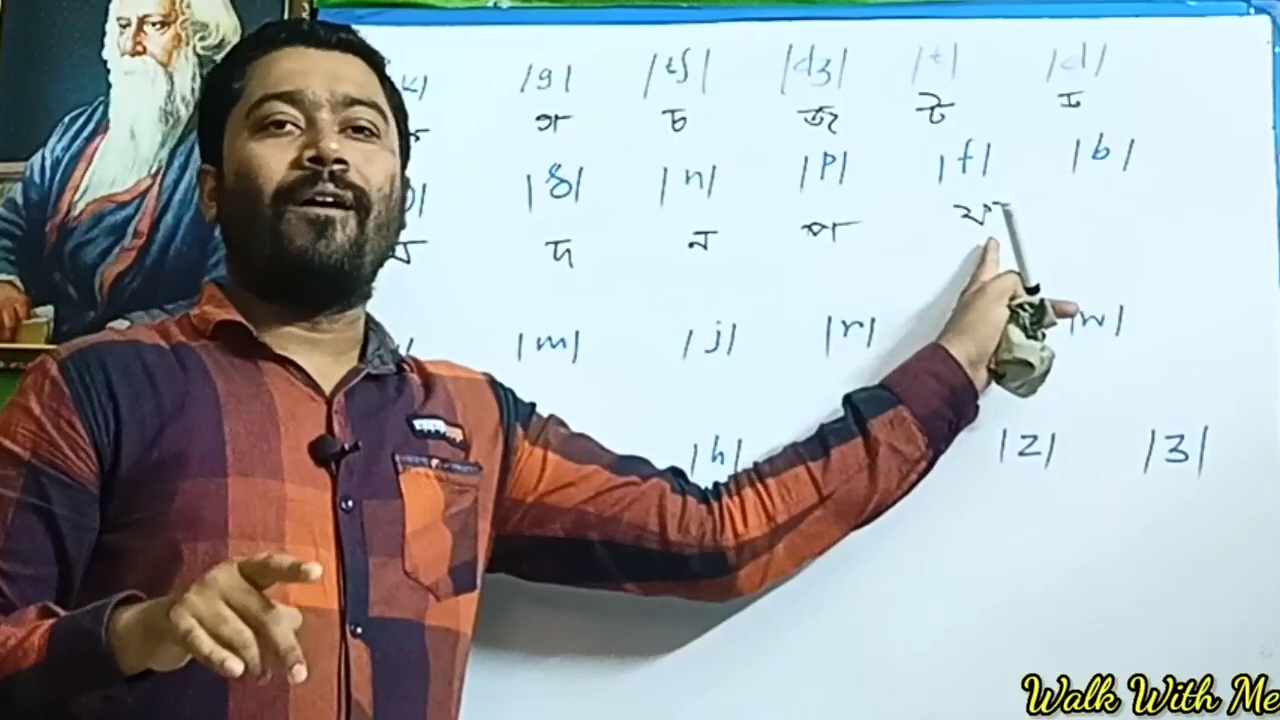 /g/ /tʃ/ /dʒ/ /t/ /d/
গ চ জ ট ড
/ð/ /n/ /p/ /f/ /b/
দ ন প ফ
/m/ /j/ /r/ /w/
/h/ /z/ /ʒ/
Walk With Me